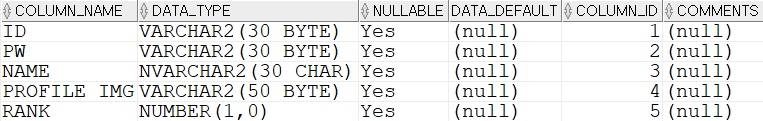 COLUMN_NAME DATA_TYPE NULLABLE DATA_DEFAULT COLUMN_ID COMMENTS
ID VARCHAR2(30 BYTE) Yes (null) 1 (null)
PW VARCHAR2(30 BYTE) Yes (null) 2 (null)
NAME NVARCHAR2(30 CHAR) Yes (null) 3 (null)
PROFILE_IMG VARCHAR2(50 BYTE) Yes (null) 4 (null)
RANK NUMBER(1,0) Yes (null) 5 (null)